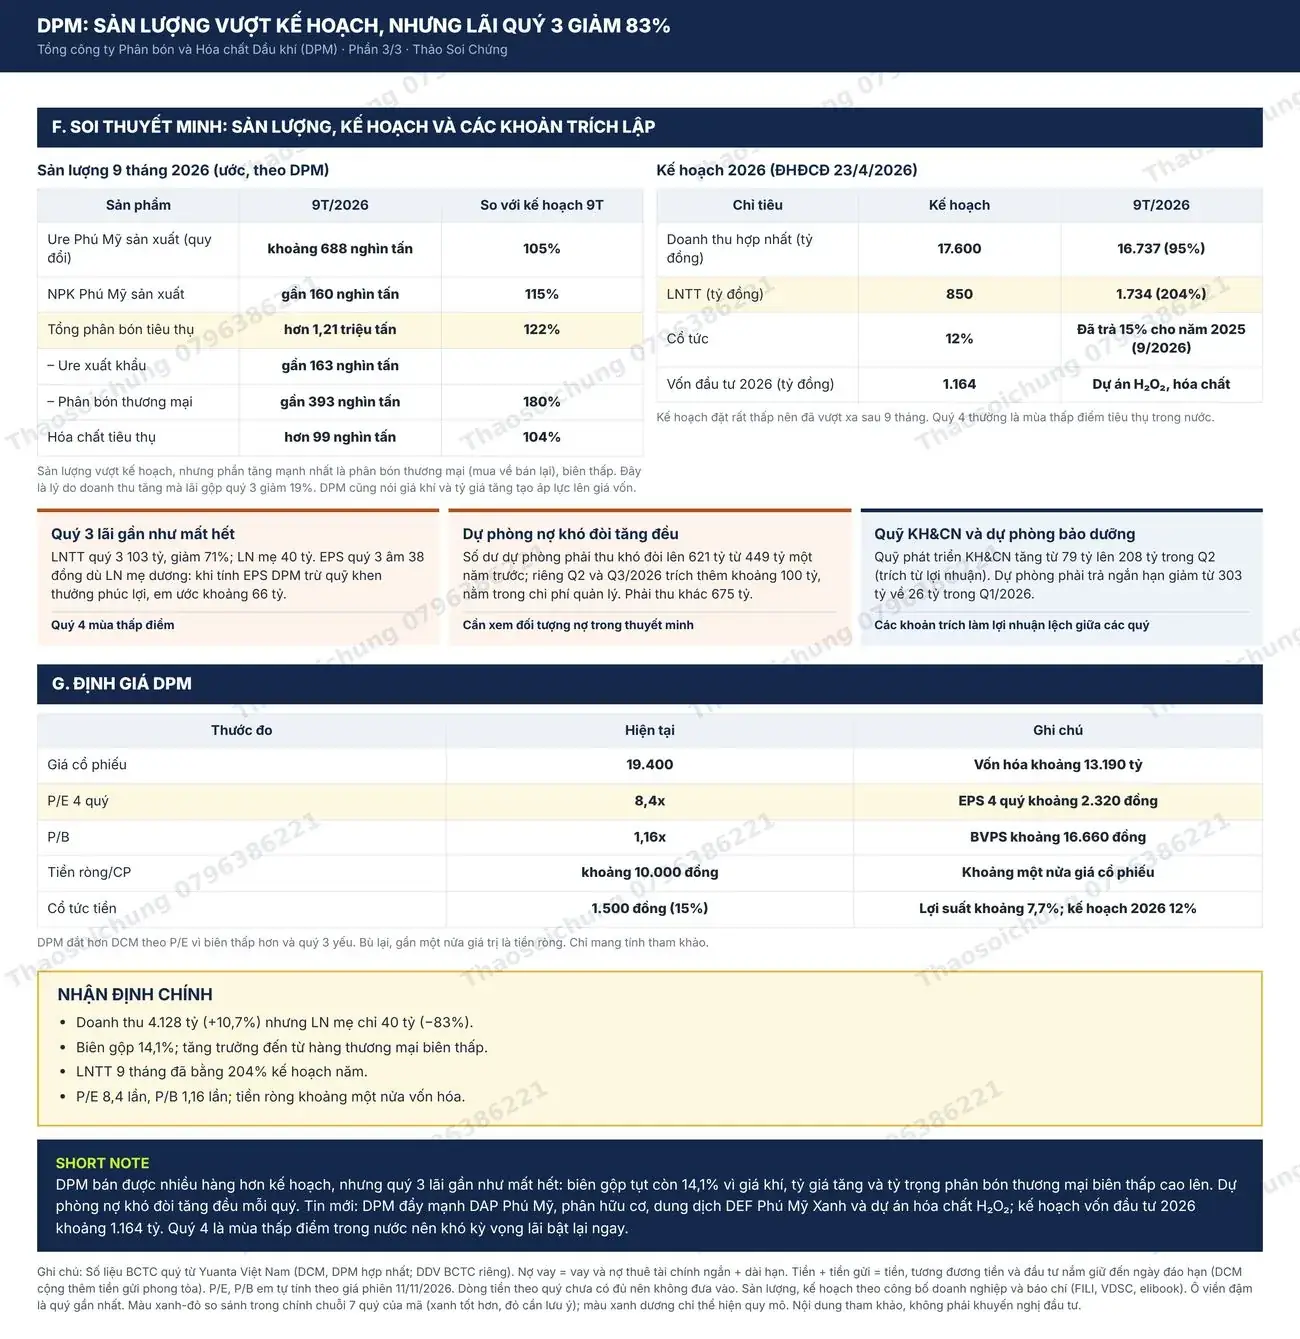 DPM: SẢN LƯỢNG VƯỢT KẾ HOẠCH, NHƯNG LÃI QUÝ 3 GIẢM 83%
Tổng công ty Phân bón và Hóa chất Dầu khí (DPM) · Phần 3/3 · Thảo Soi Chứng
F. SOI THUYẾT MINH: SẢN LƯỢNG, KẾ HOẠCH VÀ CÁC KHOẢN TRÍCH LẬP
Sản lượng 9 tháng 2026 (ước, theo DPM)
Sản phẩm 9T/2026 So với kế hoạch 9T
Ure Phú Mỹ sản xuất (quy
đổi) khoảng 688 nghìn tấn 105%
NPK Phú Mỹ sản xuất gần 160 nghìn tấn 115%
Tổng phân bón tiêu thụ hơn 1,21 triệu tấn 122%
– Ure xuất khẩu gần 163 nghìn tấn
– Phân bón thương mại gần 393 nghìn tấn 180%
Hóa chất tiêu thụ hơn 99 nghìn tấn 104%
Sản lượng vượt kế hoạch, nhưng phần tăng mạnh nhất là phân bón thương mại (mua về bán lại), biên thấp. Đây
là lý do doanh thu tăng mà lãi gộp quý 3 giảm 19%. DPM cũng nói giá khí và tỷ giá tăng tạo áp lực lên giá vốn.
Kế hoạch 2026 (ĐHĐCĐ 23/4/2026)
Chỉ tiêu Kế hoạch 9T/2026
Doanh thu hợp nhất (tỷ
đồng) 17.600 16.737 (95%)
LNTT (tỷ đồng) 850 1.734 (204%)
Cổ tức 12% Đã trả 15% cho năm 2025
(9/2026)
Vốn đầu tư 2026 (tỷ đồng) 1.164 Dự án H₂O₂, hóa chất
Kế hoạch đặt rất thấp nên đã vượt xa sau 9 tháng. Quý 4 thường là mùa thấp điểm tiêu thụ trong nước.
Quý 3 lãi gần như mất hết
LNTT quý 3 103 tỷ, giảm 71%; LN mẹ 40 tỷ. EPS quý 3 âm 38
đồng dù LN mẹ dương: khi tính EPS DPM trừ quỹ khen
thưởng phúc lợi, em ước khoảng 66 tỷ.
Quý 4 mùa thấp điểm
Dự phòng nợ khó đòi tăng đều
Số dư dự phòng phải thu khó đòi lên 621 tỷ từ 449 tỷ một
năm trước; riêng Q2 và Q3/2026 trích thêm khoảng 100 tỷ,
nằm trong chi phí quản lý. Phải thu khác 675 tỷ.
Cần xem đối tượng nợ trong thuyết minh
Quỹ KH&CN và dự phòng bảo dưỡng
Quỹ phát triển KH&CN tăng từ 79 tỷ lên 208 tỷ trong Q2
(trích từ lợi nhuận). Dự phòng phải trả ngắn hạn giảm từ 303
tỷ về 26 tỷ trong Q1/2026.
Các khoản trích làm lợi nhuận lệch giữa các quý
G. ĐỊNH GIÁ DPM
Thước đo Hiện tại Ghi chú
Giá cổ phiếu 19.400 Vốn hóa khoảng 13.190 tỷ
P/E 4 quý 8,4x EPS 4 quý khoảng 2.320 đồng
P/B 1,16x BVPS khoảng 16.660 đồng
Tiền ròng/CP khoảng 10.000 đồng Khoảng một nửa giá cổ phiếu
Cổ tức tiền 1.500 đồng (15%) Lợi suất khoảng 7,7%; kế hoạch 2026 12%
DPM đắt hơn DCM theo P/E vì biên thấp hơn và quý 3 yếu. Bù lại, gần một nửa giá trị là tiền ròng. Chỉ mang tính tham khảo.
NHẬN ĐỊNH CHÍNH
• Doanh thu 4.128 tỷ (+10,7%) nhưng LN mẹ chỉ 40 tỷ (−83%).
• Biên gộp 14,1%; tăng trưởng đến từ hàng thương mại biên thấp.
• LNTT 9 tháng đã bằng 204% kế hoạch năm.
• P/E 8,4 lần, P/B 1,16 lần; tiền ròng khoảng một nửa vốn hóa.
SHORT NOTE
DPM bán được nhiều hàng hơn kế hoạch, nhưng quý 3 lãi gần như mất hết: biên gộp tụt còn 14,1% vì giá khí, tỷ giá tăng và tỷ trọng phân bón thương mại biên thấp cao lên. Dự
phòng nợ khó đòi tăng đều mỗi quý. Tin mới: DPM đẩy mạnh DAP Phú Mỹ, phân hữu cơ, dung dịch DEF Phú Mỹ Xanh và dự án hóa chất H₂O₂; kế hoạch vốn đầu tư 2026
khoảng 1.164 tỷ. Quý 4 là mùa thấp điểm trong nước nên khó kỳ vọng lãi bật lại ngay.
Ghi chú: Số liệu BCTC quý từ Yuanta Việt Nam (DCM, DPM hợp nhất; DDV BCTC riêng). Nợ vay = vay và nợ thuê tài chính ngắn + dài hạn. Tiền + tiền gửi = tiền, tương đương tiền và đầu tư nắm giữ đến ngày đáo hạn (DCM
cộng thêm tiền gửi phong tỏa). P/E, P/B em tự tính theo giá phiên 11/11/2026. Dòng tiền theo quý chưa có đủ nên không đưa vào. Sản lượng, kế hoạch theo công bố doanh nghiệp và báo chí (FILI, VDSC, elibook). Ô viền đậm
là quý gần nhất. Màu xanh-đỏ so sánh trong chính chuỗi 7 quý của mã (xanh tốt hơn, đỏ cần lưu ý); màu xanh dương chỉ thể hiện quy mô. Nội dung tham khảo, không phải khuyến nghị đầu tư.
Thaosoichung 0796386221